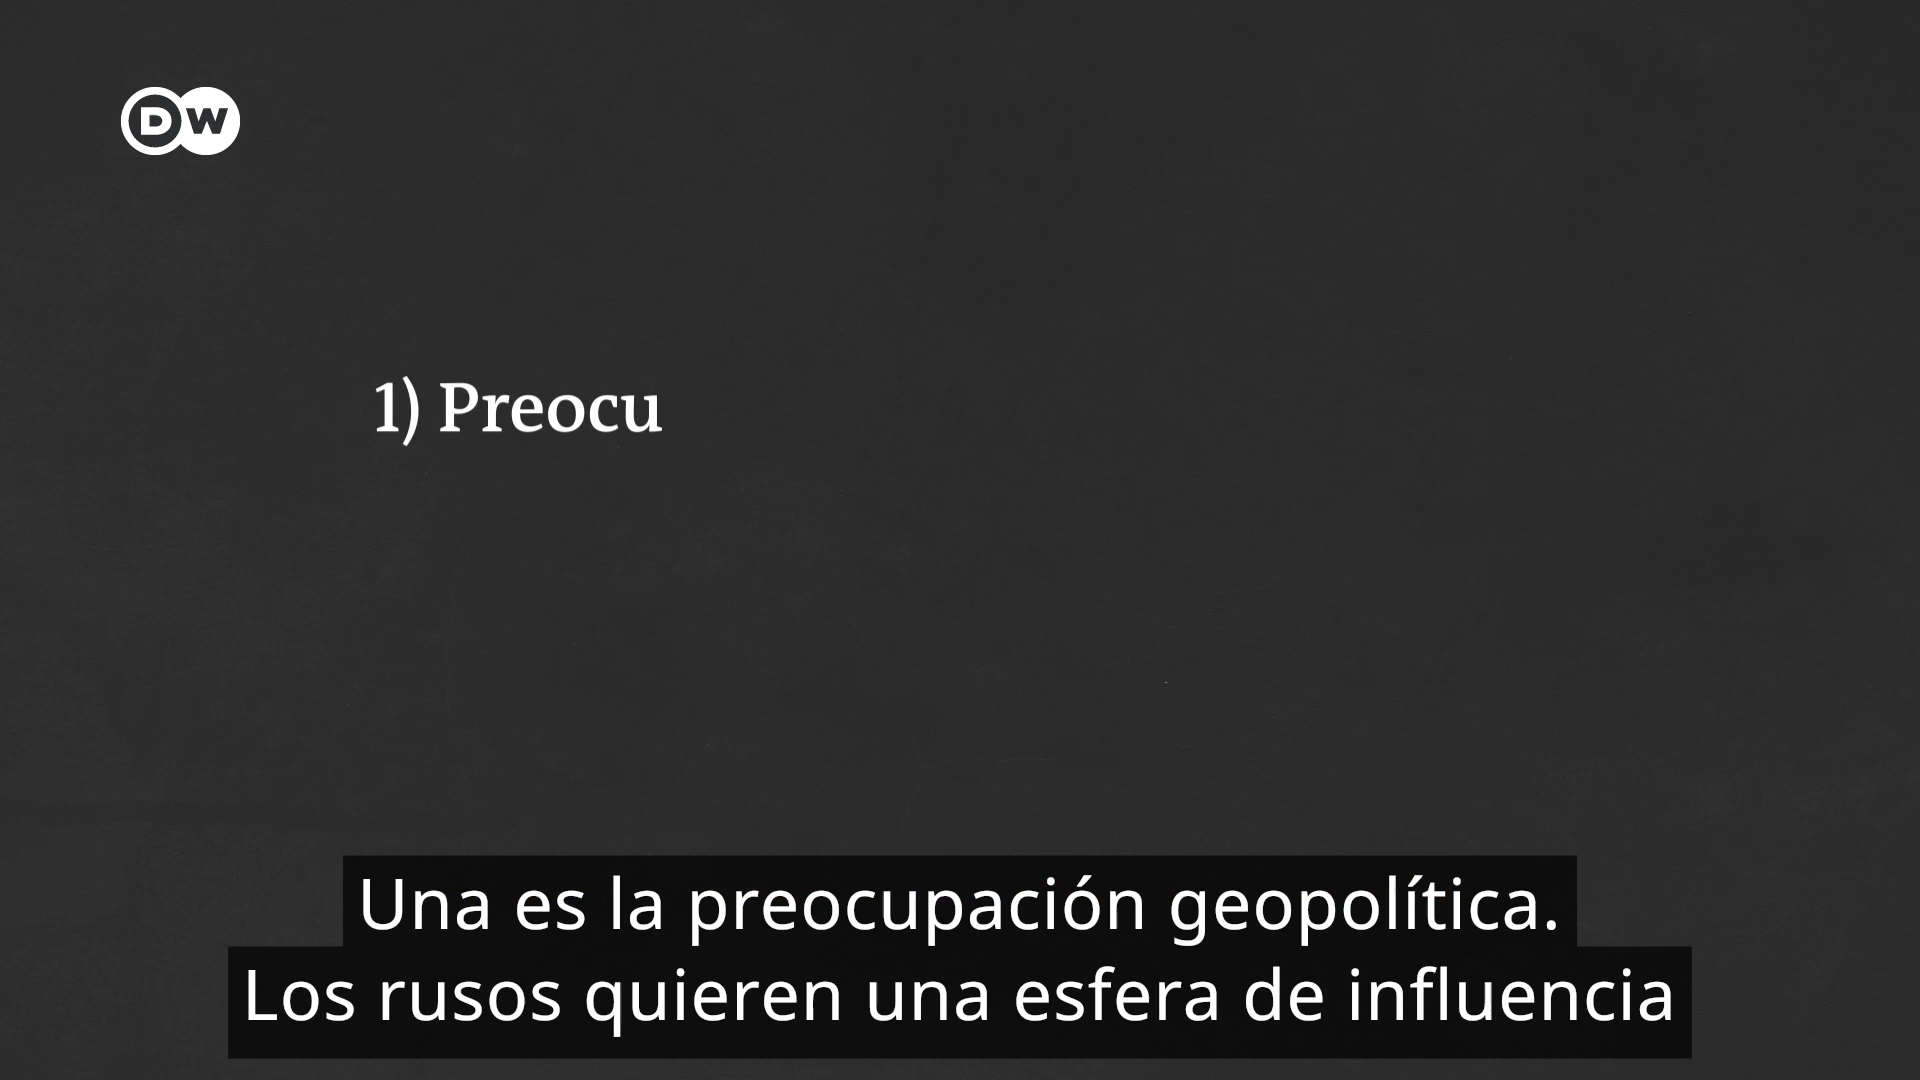 DW
1) Preocu
Una es la preocupación geopolítica.
Los rusos quieren una esfera de influencia